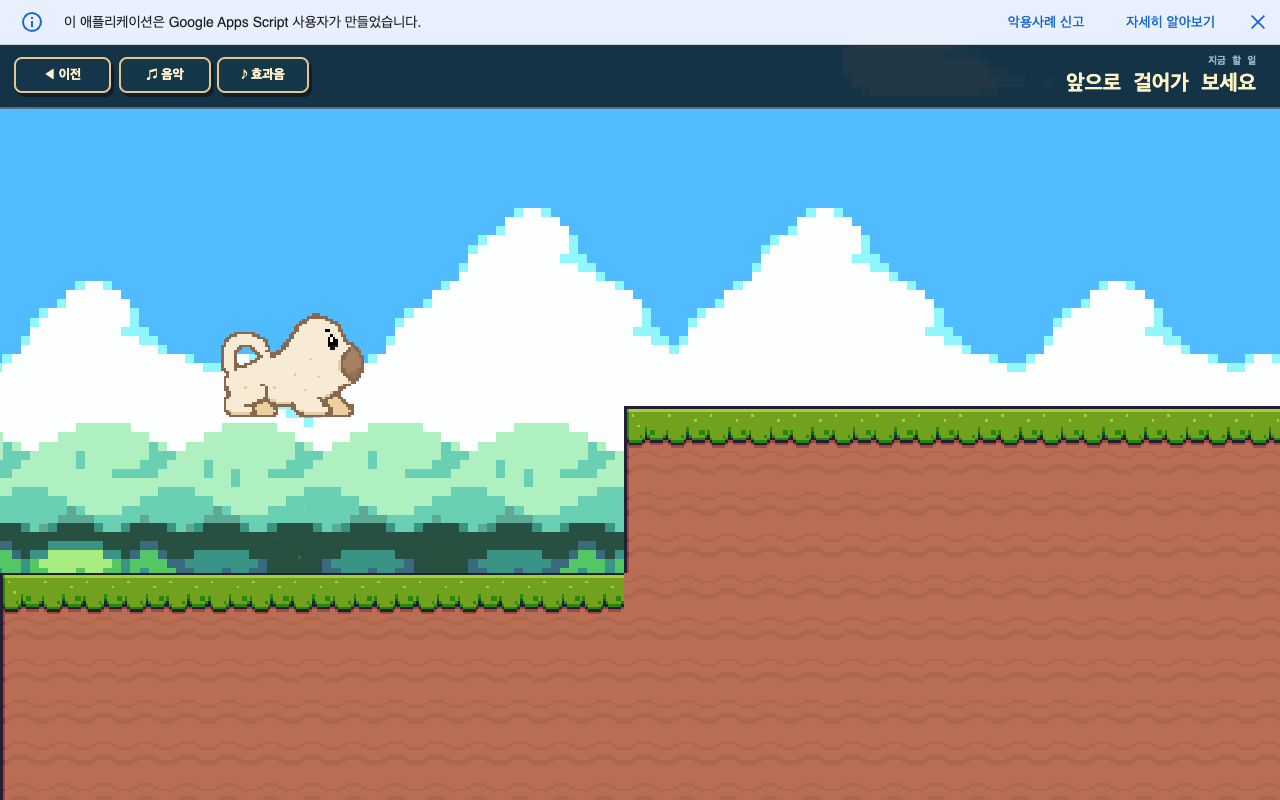 이 애플리케이션은 Google Apps Script 사용자가 만들었습니다.
악용사례 신고
자세히 알아보기
◀ 이전
♫ 음악
♪ 효과음
지금 할 일
앞으로 걸어가 보세요